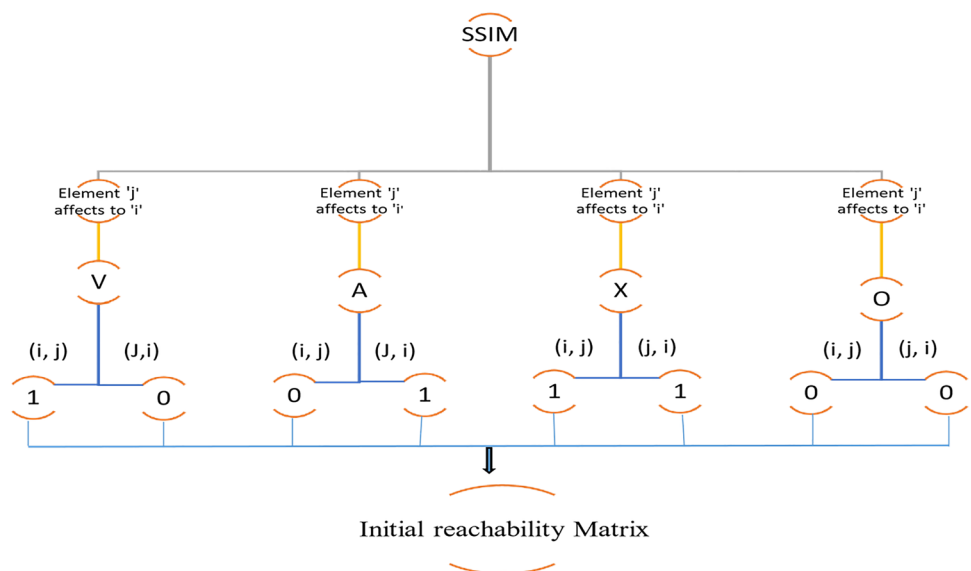 SSIM
Element 'j'
affects to 'i'
Element 'j'
affects to 'i'
Element 'j'
affects to 'i'
Element 'j'
affects to 'i'
V
A
X
O
(i, j)
(J,i)
(i, j)
(J, i)
(i, j)
(j, i)
(i, j)
(j, i)
1
0
0
1
1
1
0
0
Initial reachability Matrix